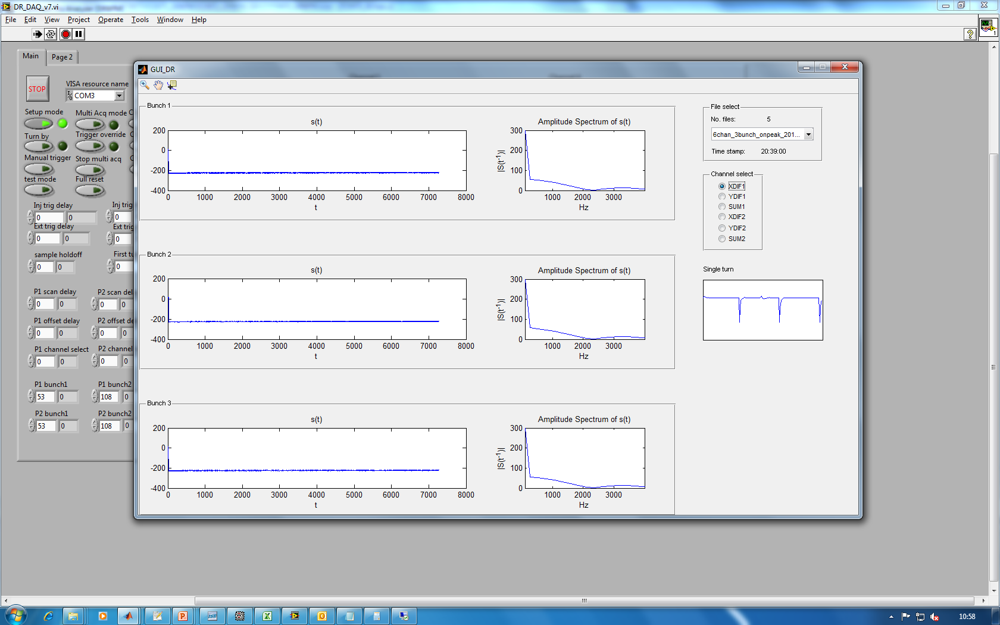 DR_DAQ_v7.vi
File Edit View Project Operate Tools Window Help
Main
Page 2
STOP
VISA resource name
COM3
Setup mode
Multi Acq mode
Turn by
Trigger override
Manual trigger
Stop multi acq
test mode
Full reset
Inj trig delay
Inj trig
0 0 0
Ext trig delay
Ext trig
0 0 0
sample holdoff
First tu
0 0 0
P1 scan delay
P2 scan del
0 0 0 0
P1 offset delay
P2 offset de
0 0 0 0
P1 channel select
P2 channel
0 0 0 0
P1 bunch1
P1 bunch2
53 0 108 0
P2 bunch1
P2 bunch2
53 0 108 0
GUI_DR
Bunch 1
s(t)
200
0
-200
-400
0 1000 2000 3000 4000 5000 6000 7000 8000
t
Amplitude Spectrum of s(t)
|S(t⁻¹)|
300
200
100
0
1000 2000 3000
Hz
Bunch 2
s(t)
200
0
-200
-400
0 1000 2000 3000 4000 5000 6000 7000 8000
t
Amplitude Spectrum of s(t)
|S(t⁻¹)|
300
200
100
0
1000 2000 3000
Hz
Bunch 3
s(t)
200
0
-200
-400
0 1000 2000 3000 4000 5000 6000 7000 8000
t
Amplitude Spectrum of s(t)
|S(t⁻¹)|
300
200
100
0
1000 2000 3000
Hz
File select
No. files: 5
6chan_3bunch_onpeak_201...
Time stamp: 20:39:00
Channel select
XDIF1
YDIF1
SUM1
XDIF2
YDIF2
SUM2
Single turn
10:58